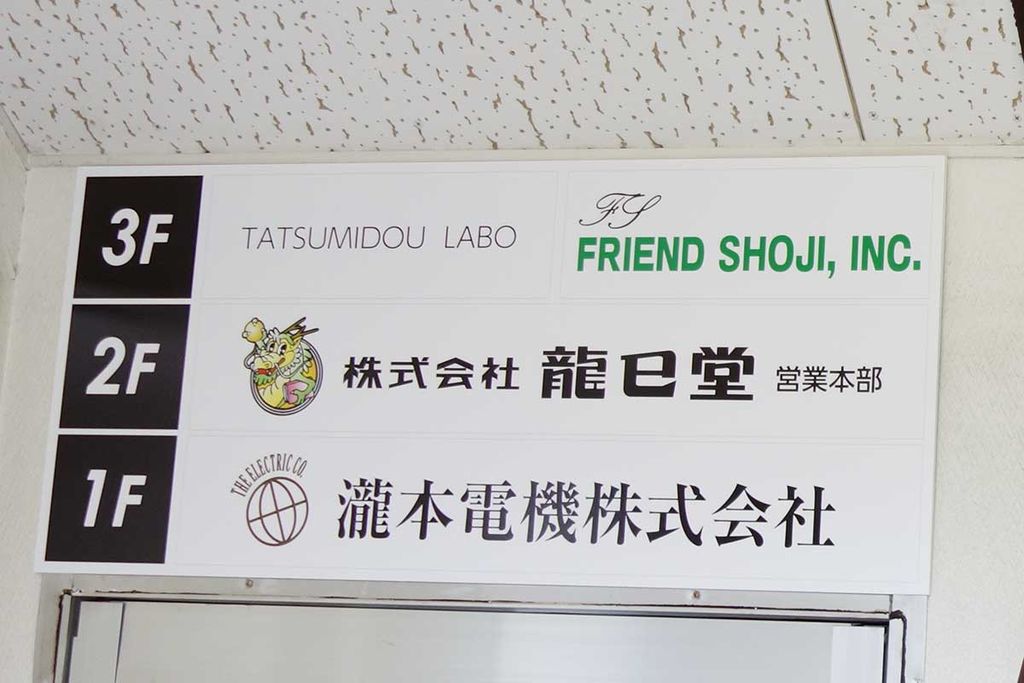 3F
TATSUMIDOU LABO
FS
FRIEND SHOJI, INC.
2F
株式会社 龍巳堂 営業本部
1F
THE ELECTRIC CO.
瀧本電機株式会社